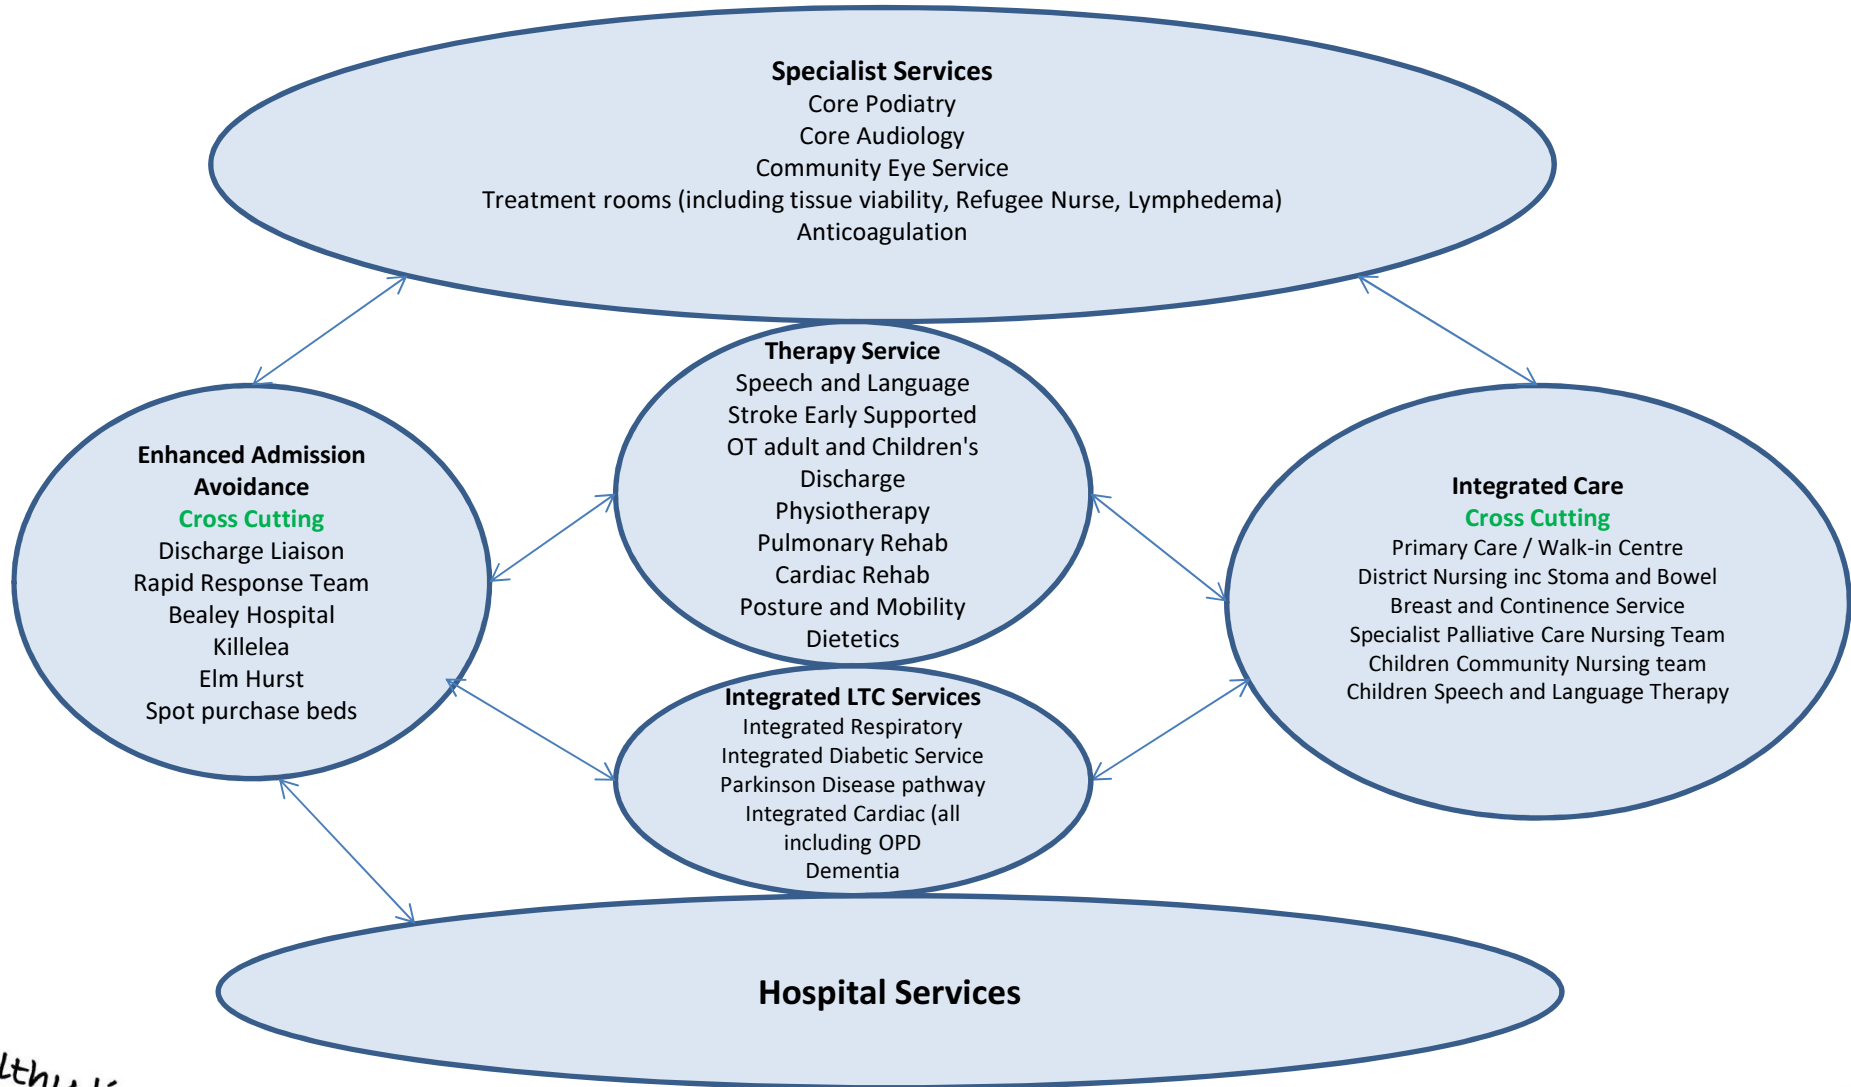 Specialist Services
Core Podiatry
Core Audiology
Community Eye Service
Treatment rooms (including tissue viability, Refugee Nurse, Lymphedema)
Anticoagulation
Therapy Service
Speech and Language
Stroke Early Supported
OT adult and Children's
Discharge
Physiotherapy
Pulmonary Rehab
Cardiac Rehab
Posture and Mobility
Dietetics
Enhanced Admission
Avoidance
Cross Cutting
Discharge Liaison
Rapid Response Team
Bealey Hospital
Killelea
Elm Hurst
Spot purchase beds
Integrated Care
Cross Cutting
Primary Care / Walk-in Centre
District Nursing inc Stoma and Bowel
Breast and Continence Service
Specialist Palliative Care Nursing Team
Children Community Nursing team
Children Speech and Language Therapy
Integrated LTC Services
Integrated Respiratory
Integrated Diabetic Service
Parkinson Disease pathway
Integrated Cardiac (all
including OPD
Dementia
Hospital Services